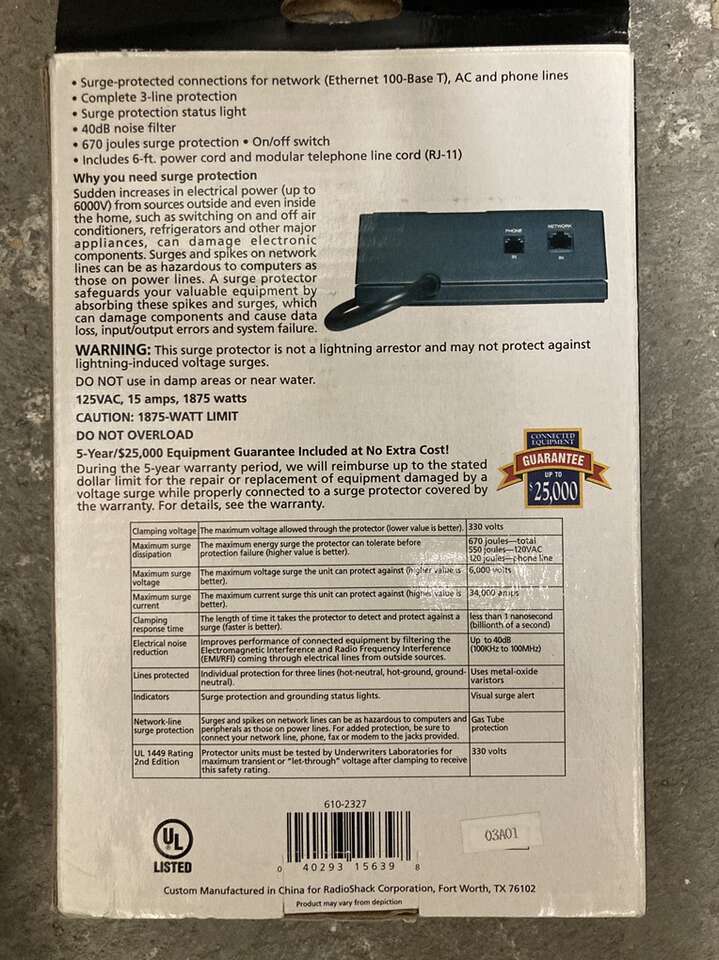 • Surge-protected connections for network (Ethernet 100-Base T), AC and phone lines
• Complete 3-line protection
• Surge protection status light
• 40dB noise filter
• 670 joules surge protection • On/off switch
• Includes 6-ft. power cord and modular telephone line cord (RJ-11)
Why you need surge protection
Sudden increases in electrical power (up to
6000V) from sources outside and even inside
the home, such as switching on and off air
conditioners, refrigerators and other major
appliances, can damage electronic
components. Surges and spikes on network
lines can be as hazardous to computers as
those on power lines. A surge protector
safeguards your valuable equipment by
absorbing these spikes and surges, which
can damage components and cause data
loss, input/output errors and system failure.
PHONE
IN
NETWORK
IN
WARNING: This surge protector is not a lightning arrestor and may not protect against
lightning-induced voltage surges.
DO NOT use in damp areas or near water.
125VAC, 15 amps, 1875 watts
CAUTION: 1875-WATT LIMIT
DO NOT OVERLOAD
5-Year/$25,000 Equipment Guarantee Included at No Extra Cost!
During the 5-year warranty period, we will reimburse up to the stated
dollar limit for the repair or replacement of equipment damaged by a
voltage surge while properly connected to a surge protector covered by
the warranty. For details, see the warranty.
CONNECTED
EQUIPMENT
GUARANTEE
UP TO
$25,000
Clamping voltage The maximum voltage allowed through the protector (lower value is better). 330 volts
Maximum surge dissipation The maximum energy surge the protector can tolerate before protection failure (higher value is better). 670 joules—total
550 joules—120VAC
120 joules—phone line
Maximum surge voltage The maximum voltage surge the unit can protect against (higher value is better). 6,000 volts
Maximum surge current The maximum current surge this unit can protect against (higher value is better). 34,000 amps
Clamping response time The length of time it takes the protector to detect and protect against a surge (faster is better). less than 1 nanosecond (billionth of a second)
Electrical noise reduction Improves performance of connected equipment by filtering the Electromagnetic Interference and Radio Frequency Interference (EMI/RFI) coming through electrical lines from outside sources. Up to 40dB (100KHz to 100MHz)
Lines protected Individual protection for three lines (hot-neutral, hot-ground, ground-neutral). Uses metal-oxide varistors
Indicators Surge protection and grounding status lights. Visual surge alert
Network-line surge protection Surges and spikes on network lines can be as hazardous to computers and peripherals as those on power lines. For added protection, be sure to connect your network line, phone, fax or modem to the jacks provided. Gas Tube protection
UL 1449 Rating 2nd Edition Protector units must be tested by Underwriters Laboratories for maximum transient or "let-through" voltage after clamping to receive this safety rating. 330 volts
610-2327
UL
LISTED
0 40293 15639 8
03A01
Custom Manufactured in China for RadioShack Corporation, Fort Worth, TX 76102
Product may vary from depiction